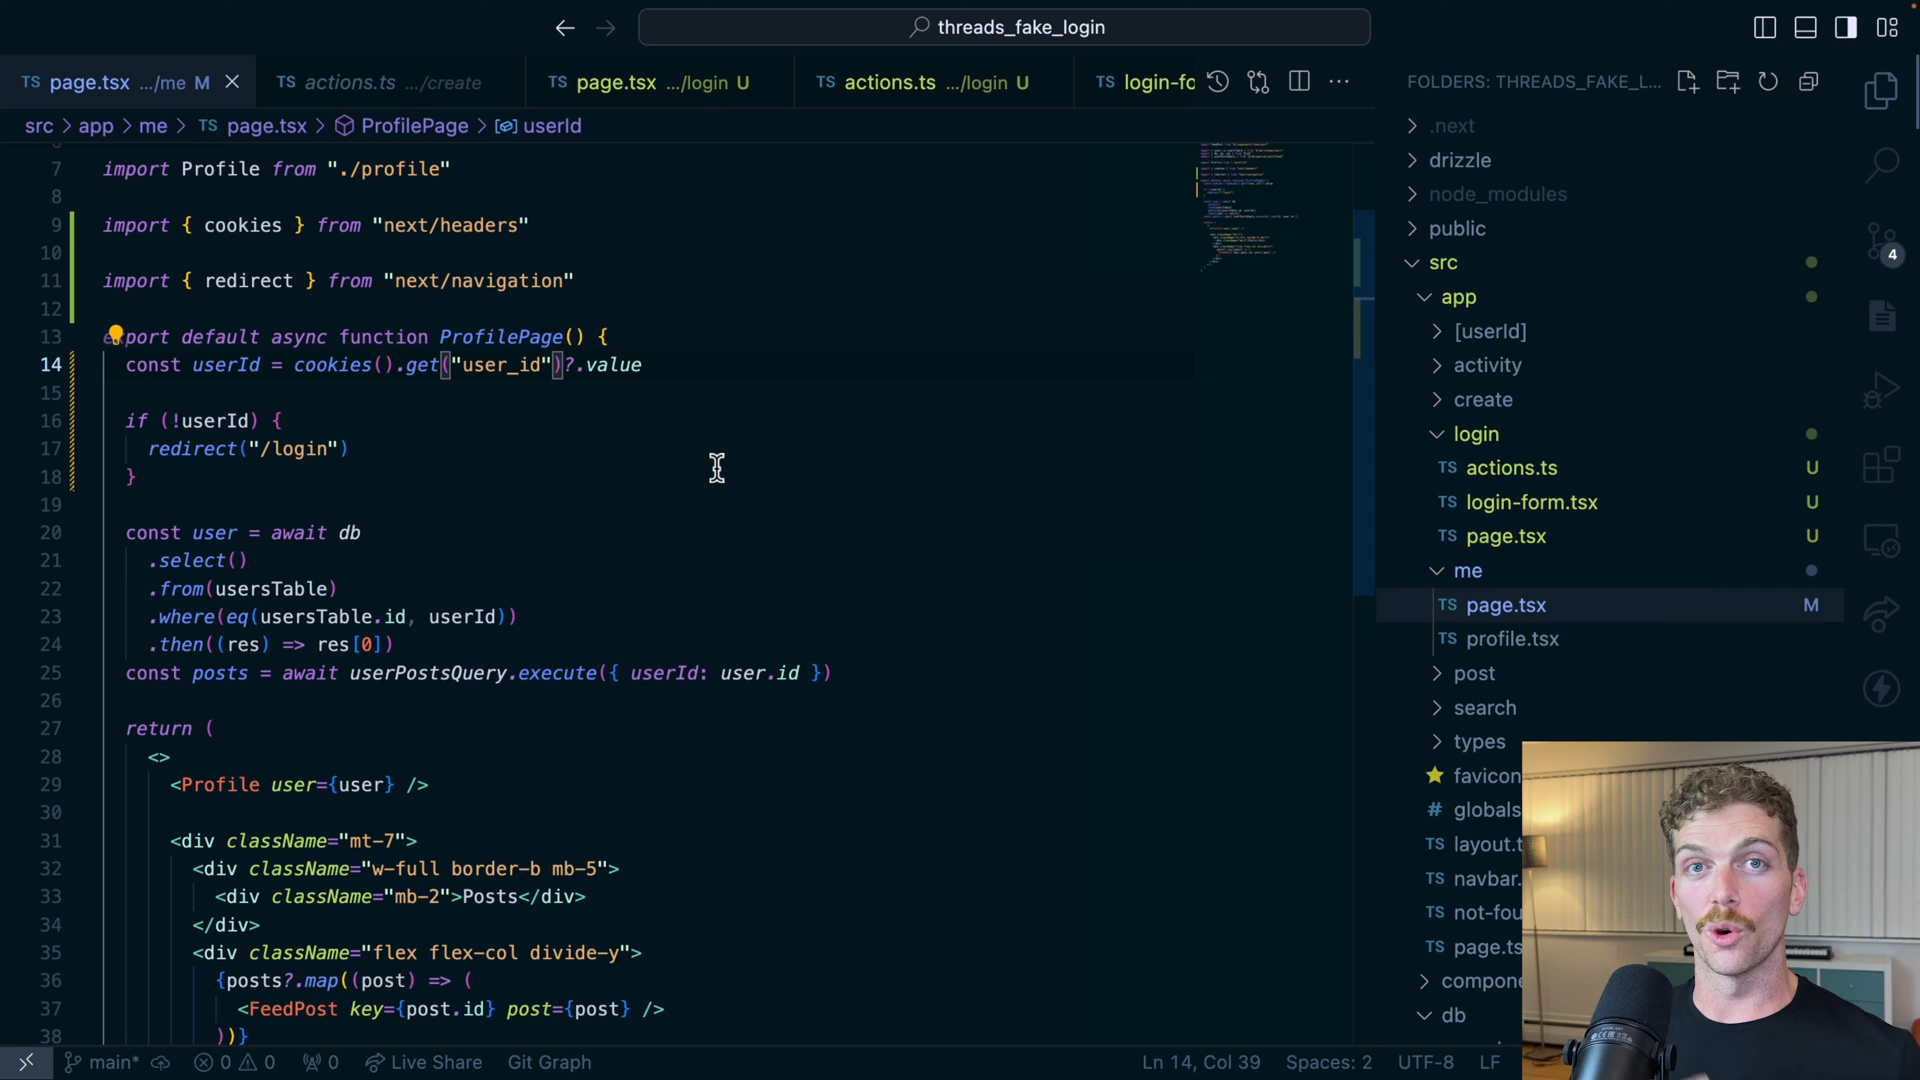 threads_fake_login
TS page.tsx .../me M
TS actions.ts .../create
TS page.tsx .../login U
TS actions.ts .../login U
TS login-fo
src > app > me > TS page.tsx > ProfilePage > userId
7 import Profile from "./profile"
8
9 import { cookies } from "next/headers"
10
11 import { redirect } from "next/navigation"
12
13 export default async function ProfilePage() {
14 const userId = cookies().get("user_id")?.value
15
16 if (!userId) {
17 redirect("/login")
18 }
19
20 const user = await db
21 .select()
22 .from(usersTable)
23 .where(eq(usersTable.id, userId))
24 .then((res) => res[0])
25 const posts = await userPostsQuery.execute({ userId: user.id })
26
27 return (
28 <>
29 <Profile user={user} />
30
31 <div className="mt-7">
32 <div className="w-full border-b mb-5">
33 <div className="mb-2">Posts</div>
34 </div>
35 <div className="flex flex-col divide-y">
36 {posts?.map((post) => (
37 <FeedPost key={post.id} post={post} />
38 ))}
FOLDERS: THREADS_FAKE_L...
.next
drizzle
node_modules
public
src
app
[userId]
activity
create
login
TS actions.ts U
TS login-form.tsx U
TS page.tsx U
me
TS page.tsx M
TS profile.tsx
post
search
types
favicon
# globals
TS layout.t
TS navbar.
TS not-fou
TS page.ts
compone
db
4
main* 0 0 0 Live Share Git Graph
Ln 14, Col 39 Spaces: 2 UTF-8 LF